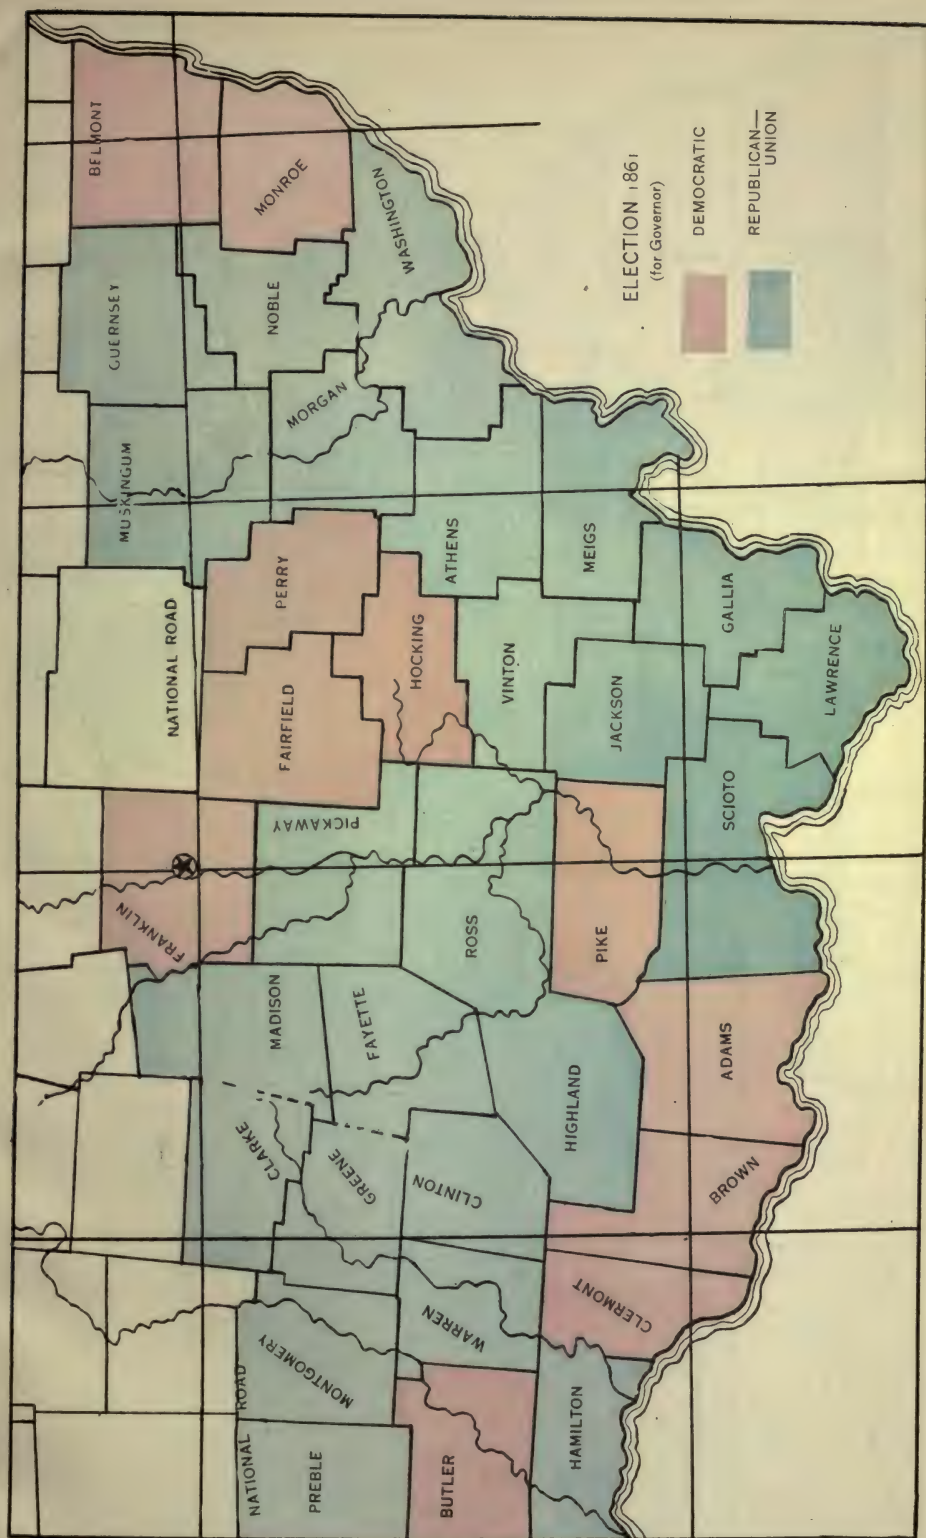 BELMONT
MONROE
WASHINGTON
GUERNSEY
NOBLE
MORGAN
MUSKINGUM
NATIONAL ROAD
PERRY
FAIRFIELD
HOCKING
ATHENS
MEIGS
VINTON
GALLIA
JACKSON
LAWRENCE
SCIOTO
FRANKLIN
PICKAWAY
ROSS
PIKE
MADISON
FAYETTE
HIGHLAND
ADAMS
CLARKE
GREENE
CLINTON
BROWN
CLERMONT
WARREN
MONTGOMERY
NATIONAL ROAD
PREBLE
BUTLER
HAMILTON
ELECTION 1861
(for Governor)
DEMOCRATIC
REPUBLICAN—
UNION